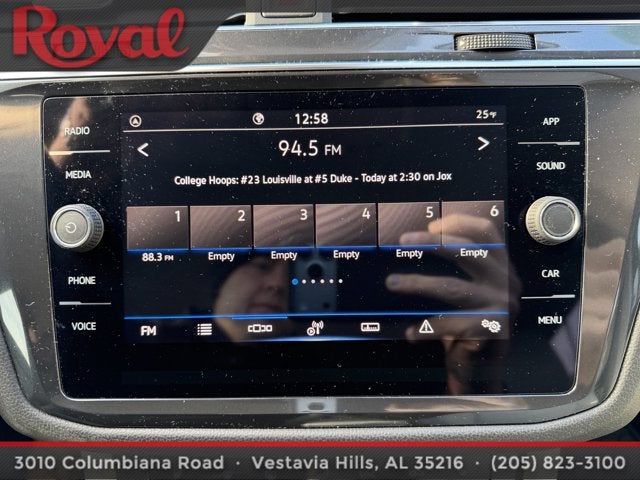 Royal
12:58
25°F
RADIO
APP
94.5 FM
MEDIA
SOUND
College Hoops: #23 Louisville at #5 Duke - Today at 2:30 on Jox
1 2 3 4 5 6
88.3 FM Empty Empty Empty Empty Empty
PHONE
CAR
VOICE
MENU
FM
3010 Columbiana Road • Vestavia Hills, AL 35216 • (205) 823-3100